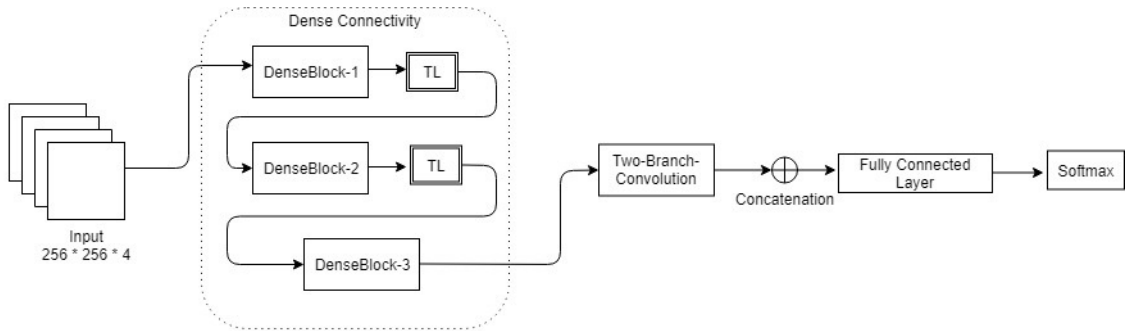 Dense Connectivity
DenseBlock-1
TL
DenseBlock-2
TL
DenseBlock-3
Input
256 * 256 * 4
Two-Branch-
Convolution
Concatenation
Fully Connected
Layer
Softmax